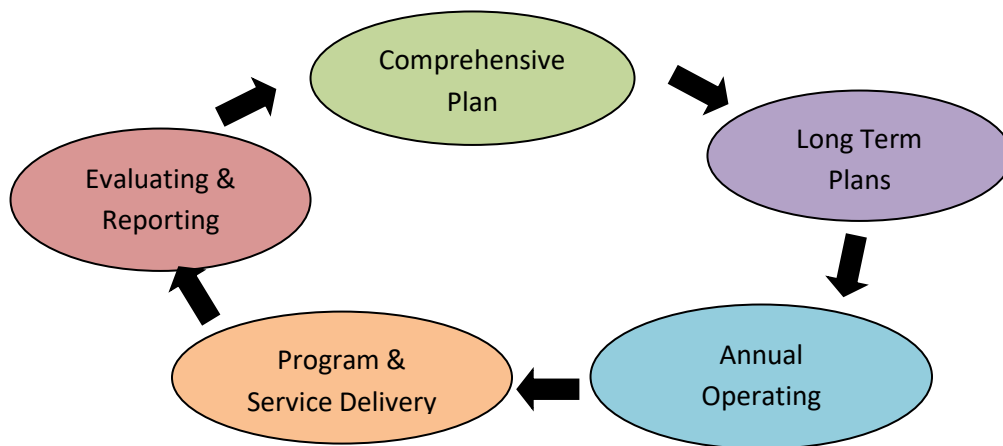 Comprehensive
Plan
Long Term
Plans
Annual
Operating
Program &
Service Delivery
Evaluating &
Reporting